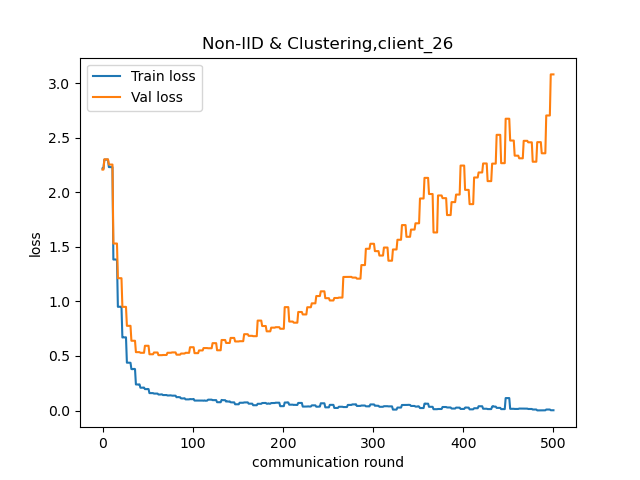 Non-IID & Clustering,client_26
Train loss
Val loss
loss
3.0
2.5
2.0
1.5
1.0
0.5
0.0
0 100 200 300 400 500
communication round